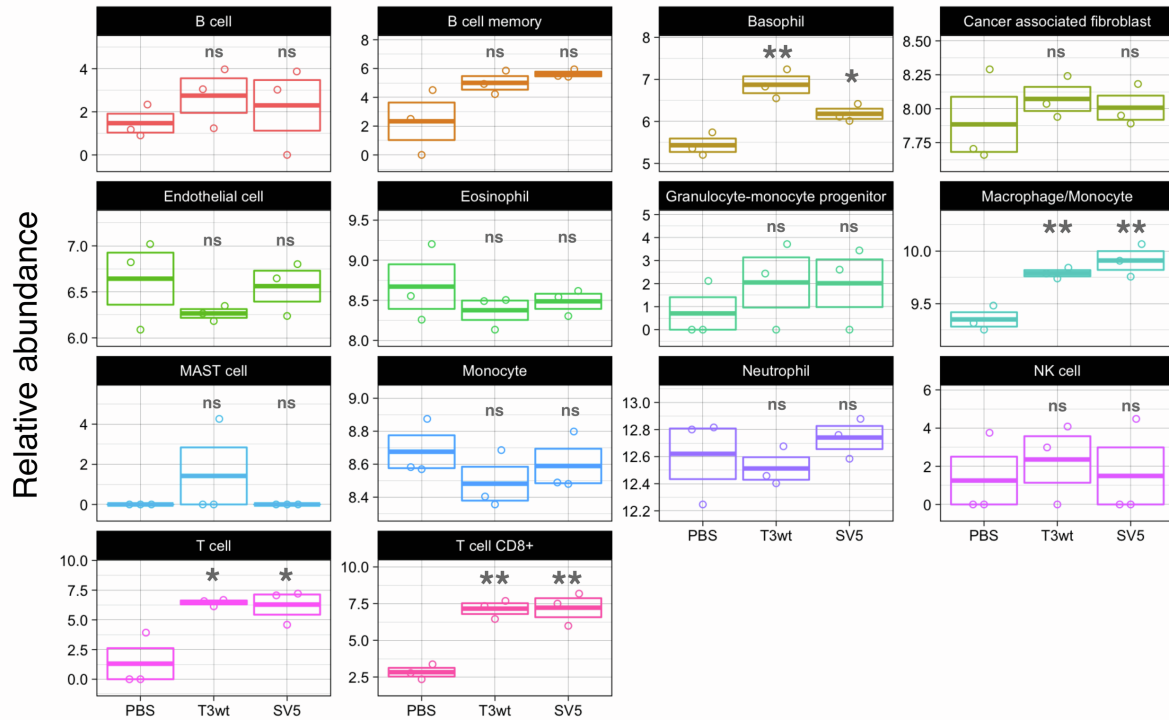 Relative abundance
B cell
ns ns
4
2
0
B cell memory
ns ns
8
6
4
2
0
Basophil
** *
8
7
6
5
Cancer associated fibroblast
ns ns
8.50
8.25
8.00
7.75
Endothelial cell
ns ns
7.0
6.5
6.0
Eosinophil
ns ns
9.5
9.0
8.5
8.0
Granulocyte-monocyte progenitor
ns ns
5
4
3
2
1
0
Macrophage/Monocyte
** **
10.0
9.5
MAST cell
ns ns
4
2
0
Monocyte
ns ns
9.0
8.8
8.6
8.4
Neutrophil
ns ns
13.0
12.8
12.6
12.4
12.2
PBS T3wt SV5
NK cell
ns ns
6
4
2
0
PBS T3wt SV5
T cell
* *
10.0
7.5
5.0
2.5
0.0
PBS T3wt SV5
T cell CD8+
** **
10.0
7.5
5.0
2.5
PBS T3wt SV5